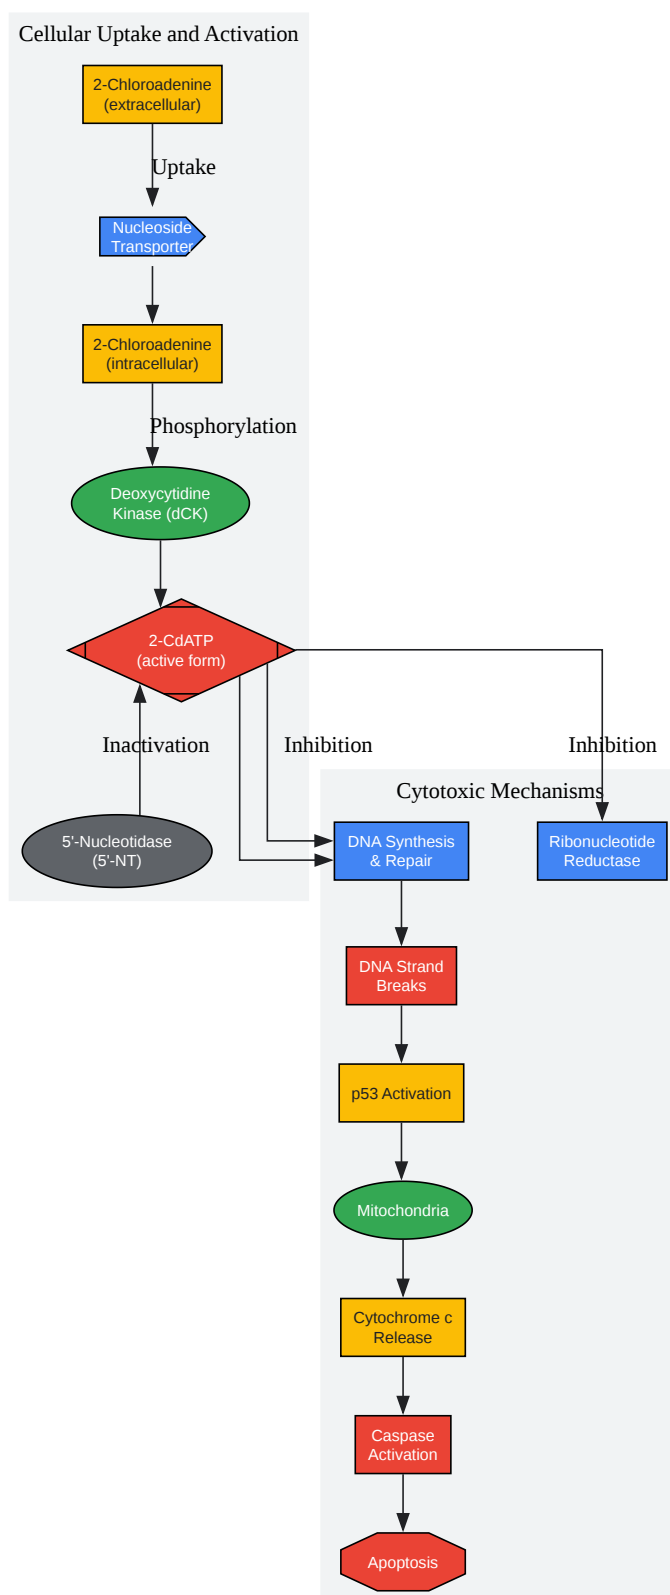 Cellular Uptake and Activation
2-Chloroadenine
(extracellular)
Uptake
Nucleoside
Transporter
2-Chloroadenine
(intracellular)
Phosphorylation
Deoxycytidine
Kinase (dCK)
2-CdATP
(active form)
Inactivation
Inhibition
Inhibition
5'-Nucleotidase
(5'-NT)
Cytotoxic Mechanisms
DNA Synthesis
& Repair
Ribonucleotide
Reductase
DNA Strand
Breaks
p53 Activation
Mitochondria
Cytochrome c
Release
Caspase
Activation
Apoptosis